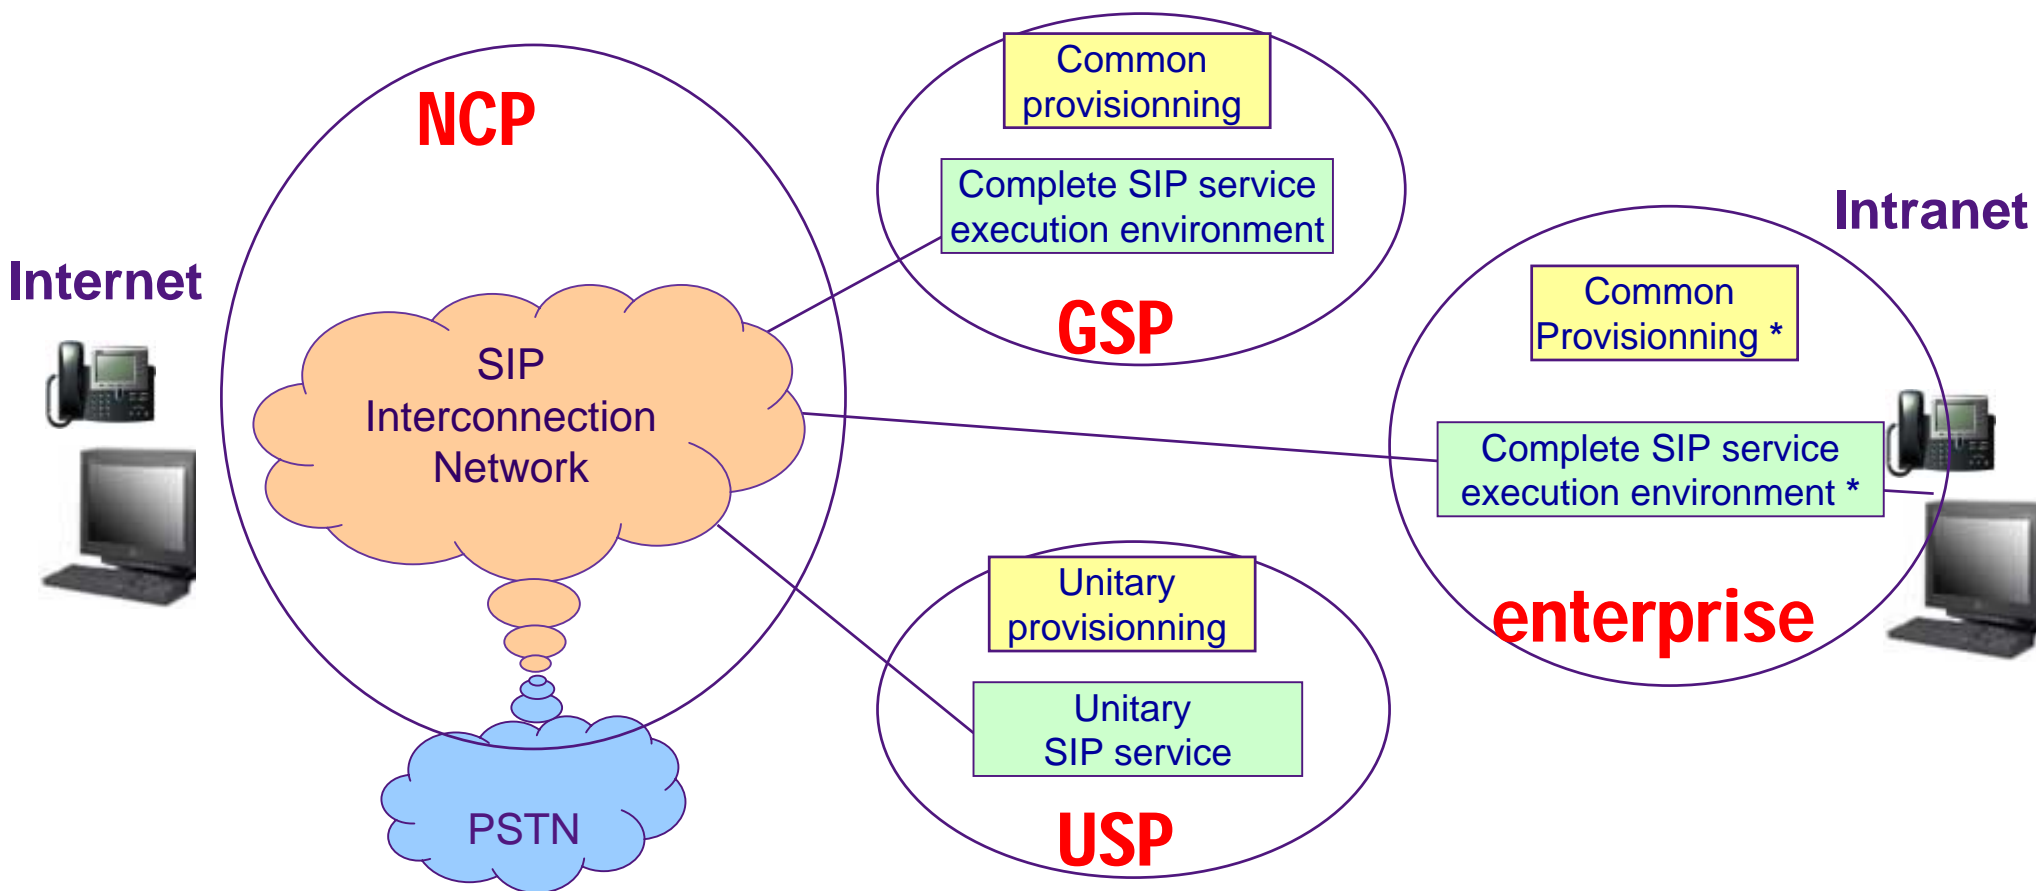 Internet
NCP
SIP
Interconnection
Network
PSTN
Common
provisionning
Complete SIP service
execution environment
GSP
Unitary
provisionning
Unitary
SIP service
USP
Intranet
Common
Provisionning *
Complete SIP service
execution environment *
enterprise